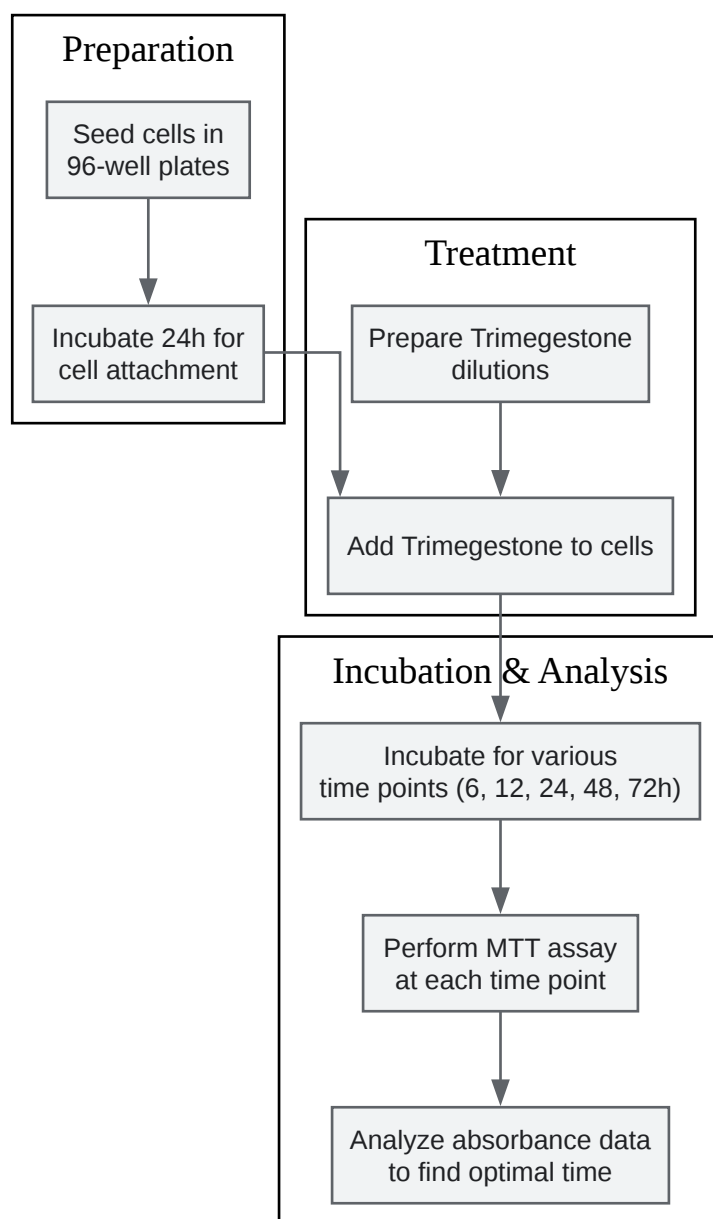 Preparation
Seed cells in
96-well plates
Incubate 24h for
cell attachment
Treatment
Prepare Trimegestone
dilutions
Add Trimegestone to cells
Incubation & Analysis
Incubate for various
time points (6, 12, 24, 48, 72h)
Perform MTT assay
at each time point
Analyze absorbance data
to find optimal time